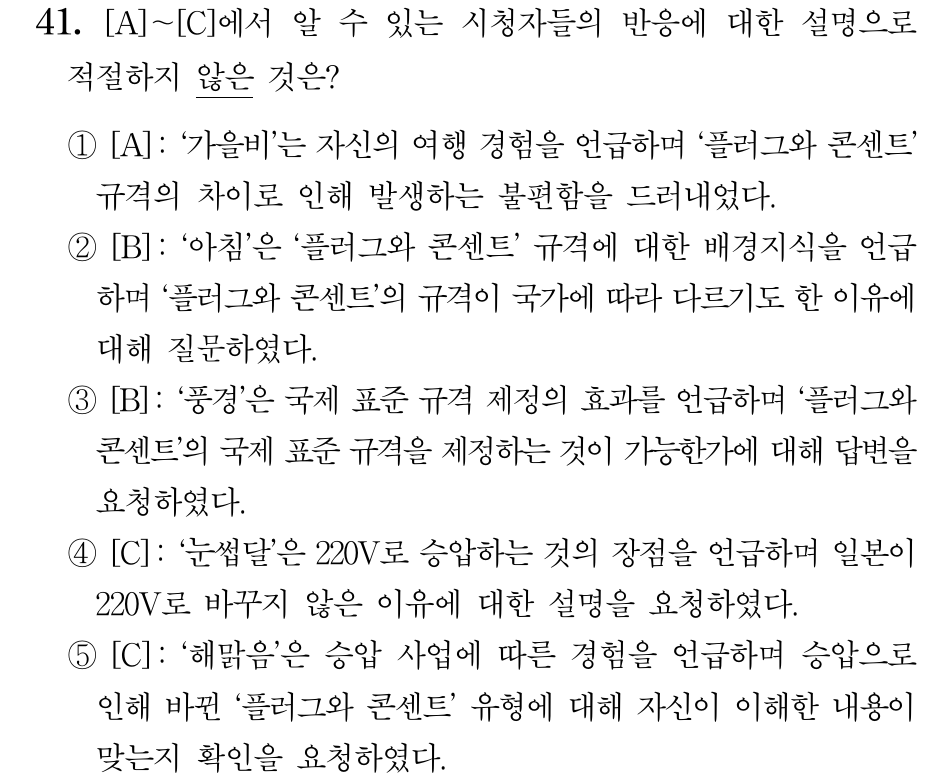 41. [A]~[C]에서 알 수 있는 시청자들의 반응에 대한 설명으로
적절하지 않은 것은?
① [A]: ‘가을비’는 자신의 여행 경험을 언급하며 ‘플러그와 콘센트’
규격의 차이로 인해 발생하는 불편함을 드러내었다.
② [B]: ‘아침’은 ‘플러그와 콘센트’ 규격에 대한 배경지식을 언급
하며 ‘플러그와 콘센트’의 규격이 국가에 따라 다르기도 한 이유에
대해 질문하였다.
③ [B]: ‘풍경’은 국제 표준 규격 제정의 효과를 언급하며 ‘플러그와
콘센트’의 국제 표준 규격을 제정하는 것이 가능한가에 대해 답변을
요청하였다.
④ [C]: ‘눈썹달’은 220V로 승압하는 것의 장점을 언급하며 일본이
220V로 바꾸지 않은 이유에 대한 설명을 요청하였다.
⑤ [C]: ‘해맑음’은 승압 사업에 따른 경험을 언급하며 승압으로
인해 바뀐 ‘플러그와 콘센트’ 유형에 대해 자신이 이해한 내용이
맞는지 확인을 요청하였다.